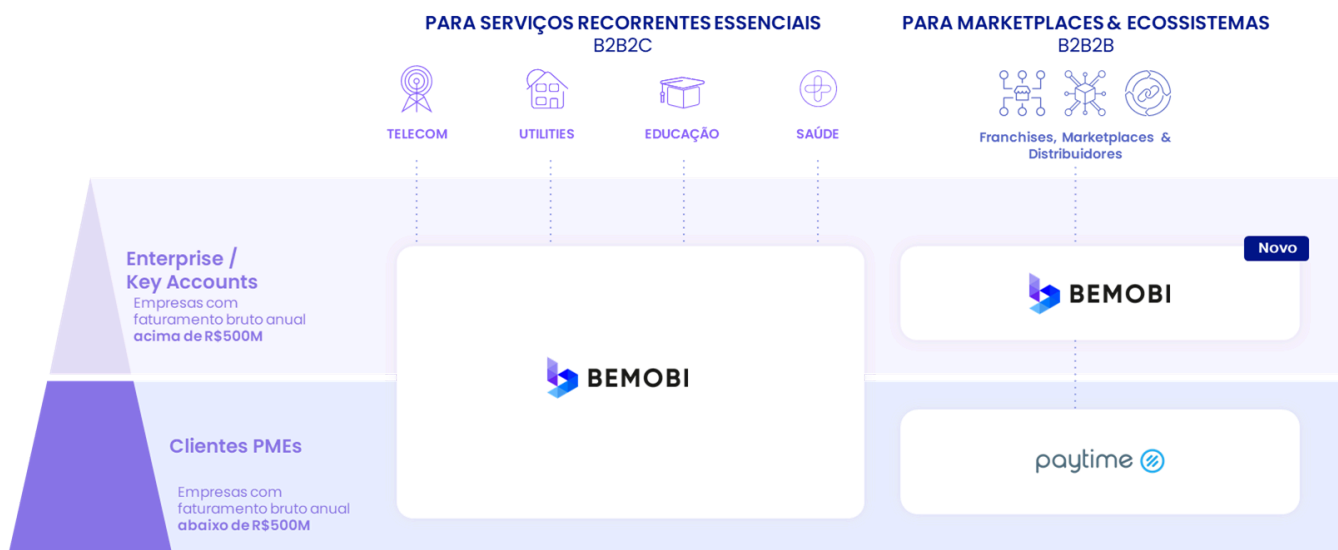 PARA SERVIÇOS RECORRENTES ESSENCIAIS
B2B2C
PARA MARKETPLACES & ECOSSISTEMAS
B2B2B
TELECOM
UTILITIES
EDUCAÇÃO
SAÚDE
Franchises, Marketplaces &
Distribuidores
Enterprise /
Key Accounts
Empresas com
faturamento bruto anual
acima de R$500M
Novo
BEMOBI
BEMOBI
Clientes PMEs
Empresas com
faturamento bruto anual
abaixo de R$500M
paytime